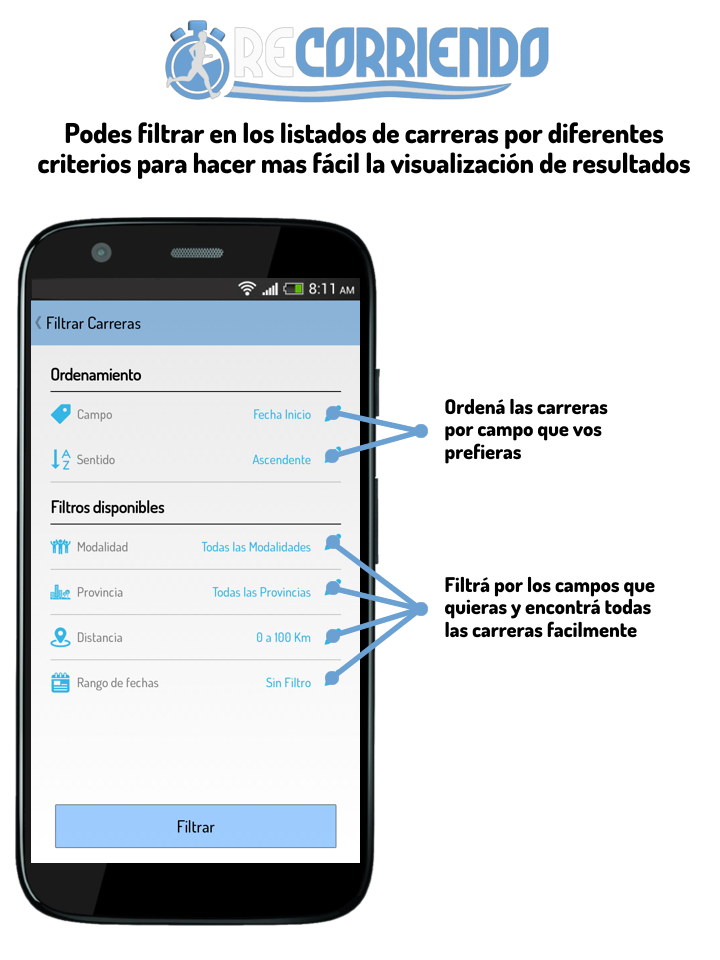 RECORRIENDO
Podes filtrar en los listados de carreras por diferentes
criterios para hacer mas fácil la visualización de resultados
8:11 AM
Filtrar Carreras
Ordenamiento
Campo Fecha Inicio
A
Z
Sentido Ascendente
Ordená las carreras
por campo que vos
prefieras
Filtros disponibles
Modalidad Todas las Modalidades
Provincia Todas las Provincias
Distancia 0 a 100 Km
Rango de fechas Sin Filtro
Filtrá por los campos que
quieras y encontrá todas
las carreras facilmente
Filtrar